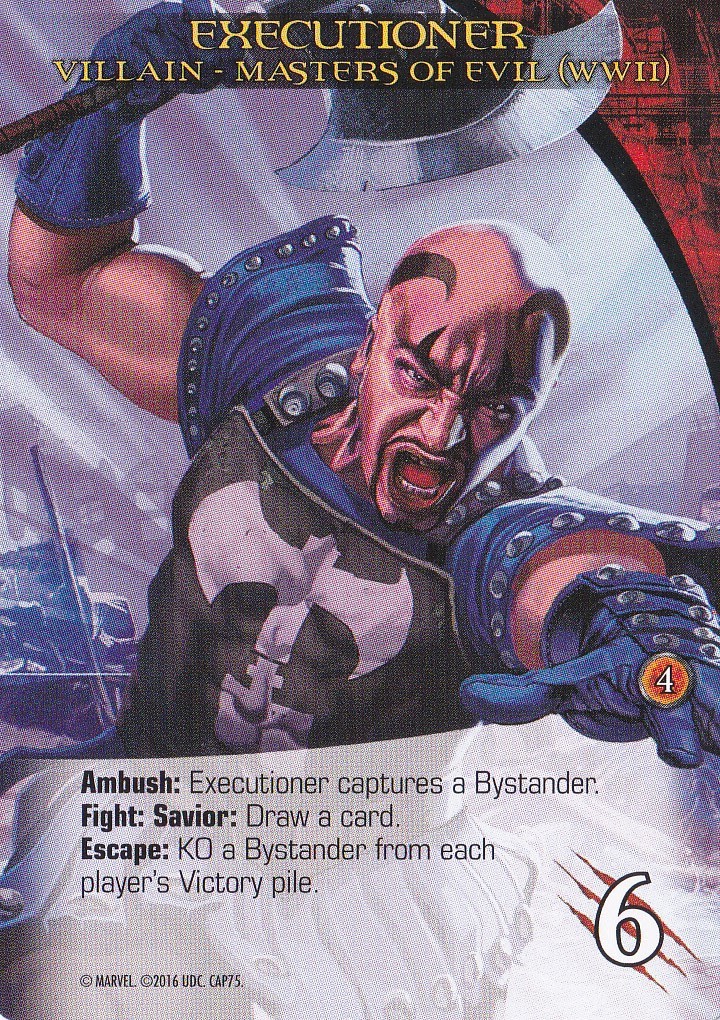 EXECUTIONER
VILLAIN - MASTERS OF EVIL (WWII)
4
Ambush: Executioner captures a Bystander.
Fight: Savior: Draw a card.
Escape: KO a Bystander from each
player's Victory pile.
6
© MARVEL. ©2016 UDC. CAP75.